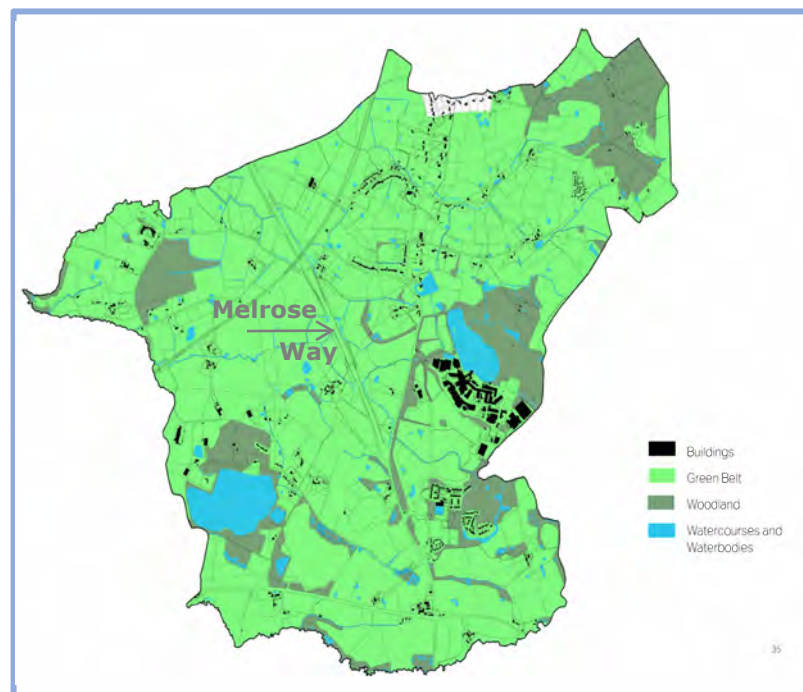 Melrose
Way
Buildings
Green Belt
Woodland
Watercourses and
Waterbodies
35